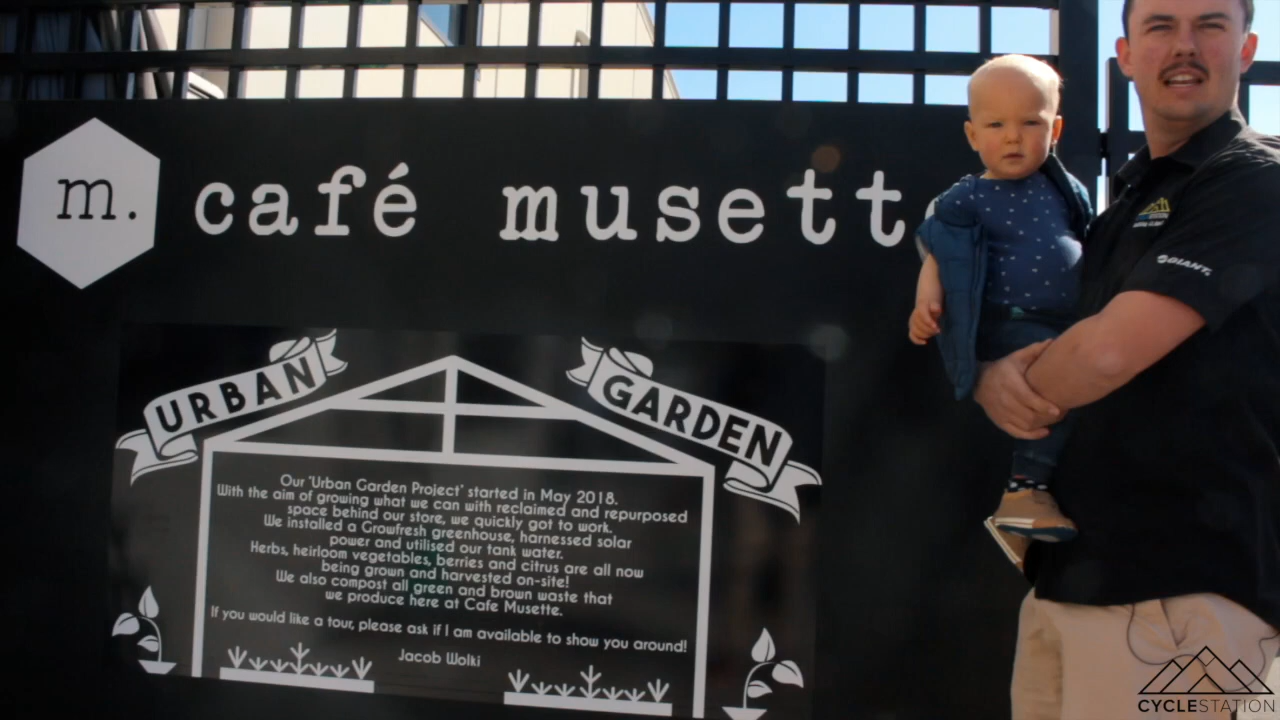 m.
café musett
URBAN
GARDEN
Our 'Urban Garden Project' started in May 2018.
With the aim of growing what we can with reclaimed and repurposed
space behind our store, we quickly got to work.
We installed a Growfresh greenhouse, harnessed solar
power and utilised our tank water.
Herbs, heirloom vegetables, berries and citrus are all now
being grown and harvested on-site!
We also compost all green and brown waste that
we produce here at Cafe Musette.
If you would like a tour, please ask if I am available to show you around!
Jacob Wolki
GIANT
CYCLESTATION